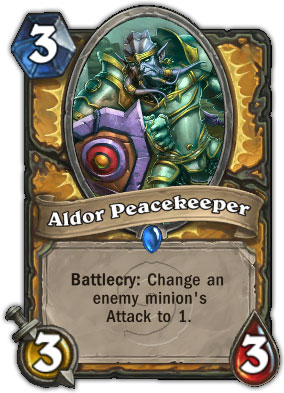 3
Aldor Peacekeeper
Battlecry: Change an
enemy minion's
Attack to 1.
3
3